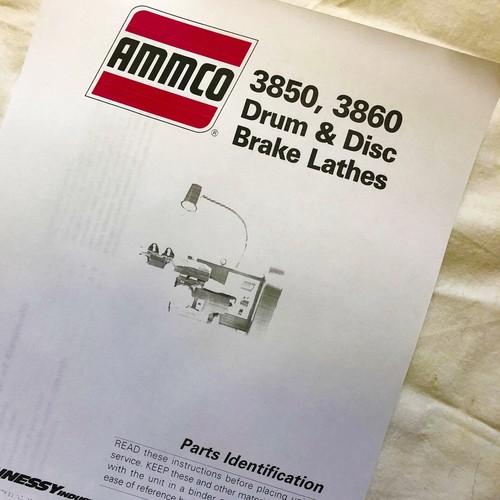 AMMCO
®
3850, 3860
Drum & Disc
Brake Lathes
Parts Identification
READ these instructions before placing
service. KEEP these and other
with the unit in a binder
ease of reference